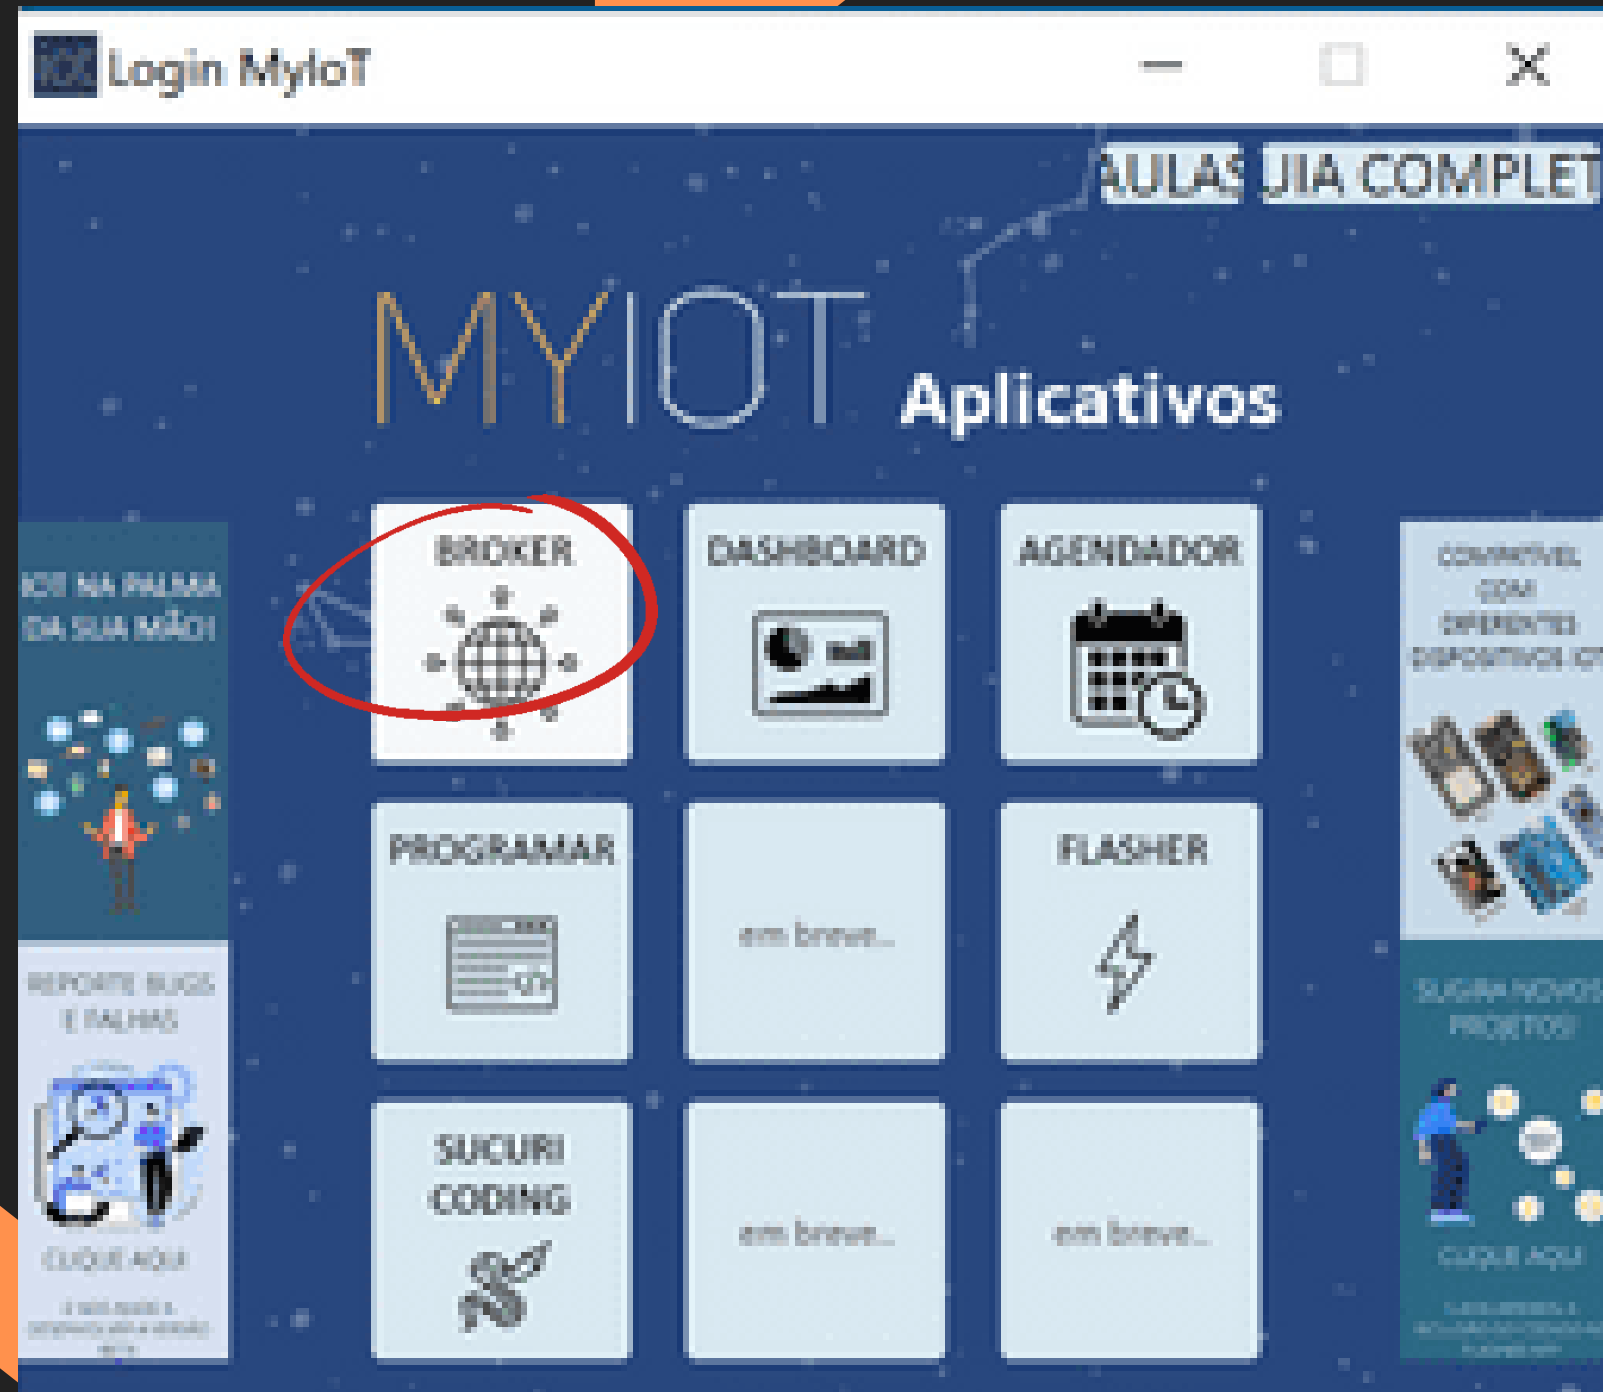 Login MyIoT
AULAS
UIA COMPLET
MYIOT Aplicativos
BROKER
DASHBOARD
AGENDADOR
IOT NA PALMA
DA SUA MÃO!
COMPATÍVEL
COM
DIFERENTES
DISPOSITIVOS IOT
PROGRAMAR
em breve...
FLASHER
REPORTE BUGS
E FALHAS
CLIQUE AQUI
SUGIRA NOVOS
PROJETOS!
CLIQUE AQUI
SUCURI
CODING
em breve...
em breve...